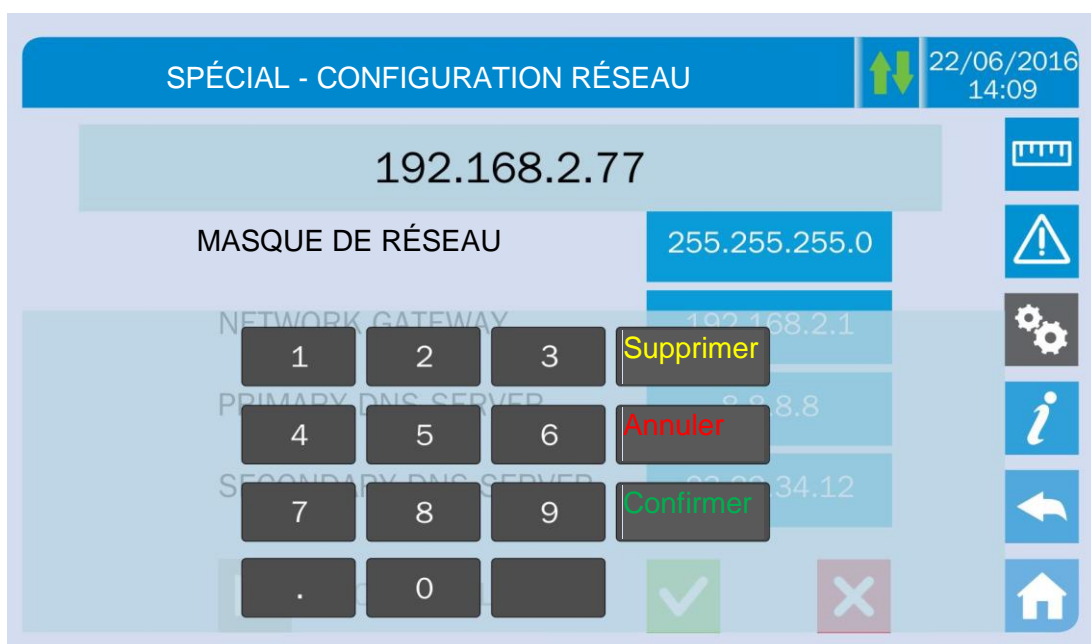 SPÉCIAL - CONFIGURATION RÉSEAU
22/06/2016
14:09
192.168.2.77
MASQUE DE RÉSEAU 255.255.255.0
NETWORK GATEWAY 192.168.2.1
1 2 3 Supprimer
PRIMARY DNS SERVER 8.8.8.8
4 5 6 Annuler
SECONDARY DNS SERVER 34.12
7 8 9 Confirmer
. 0